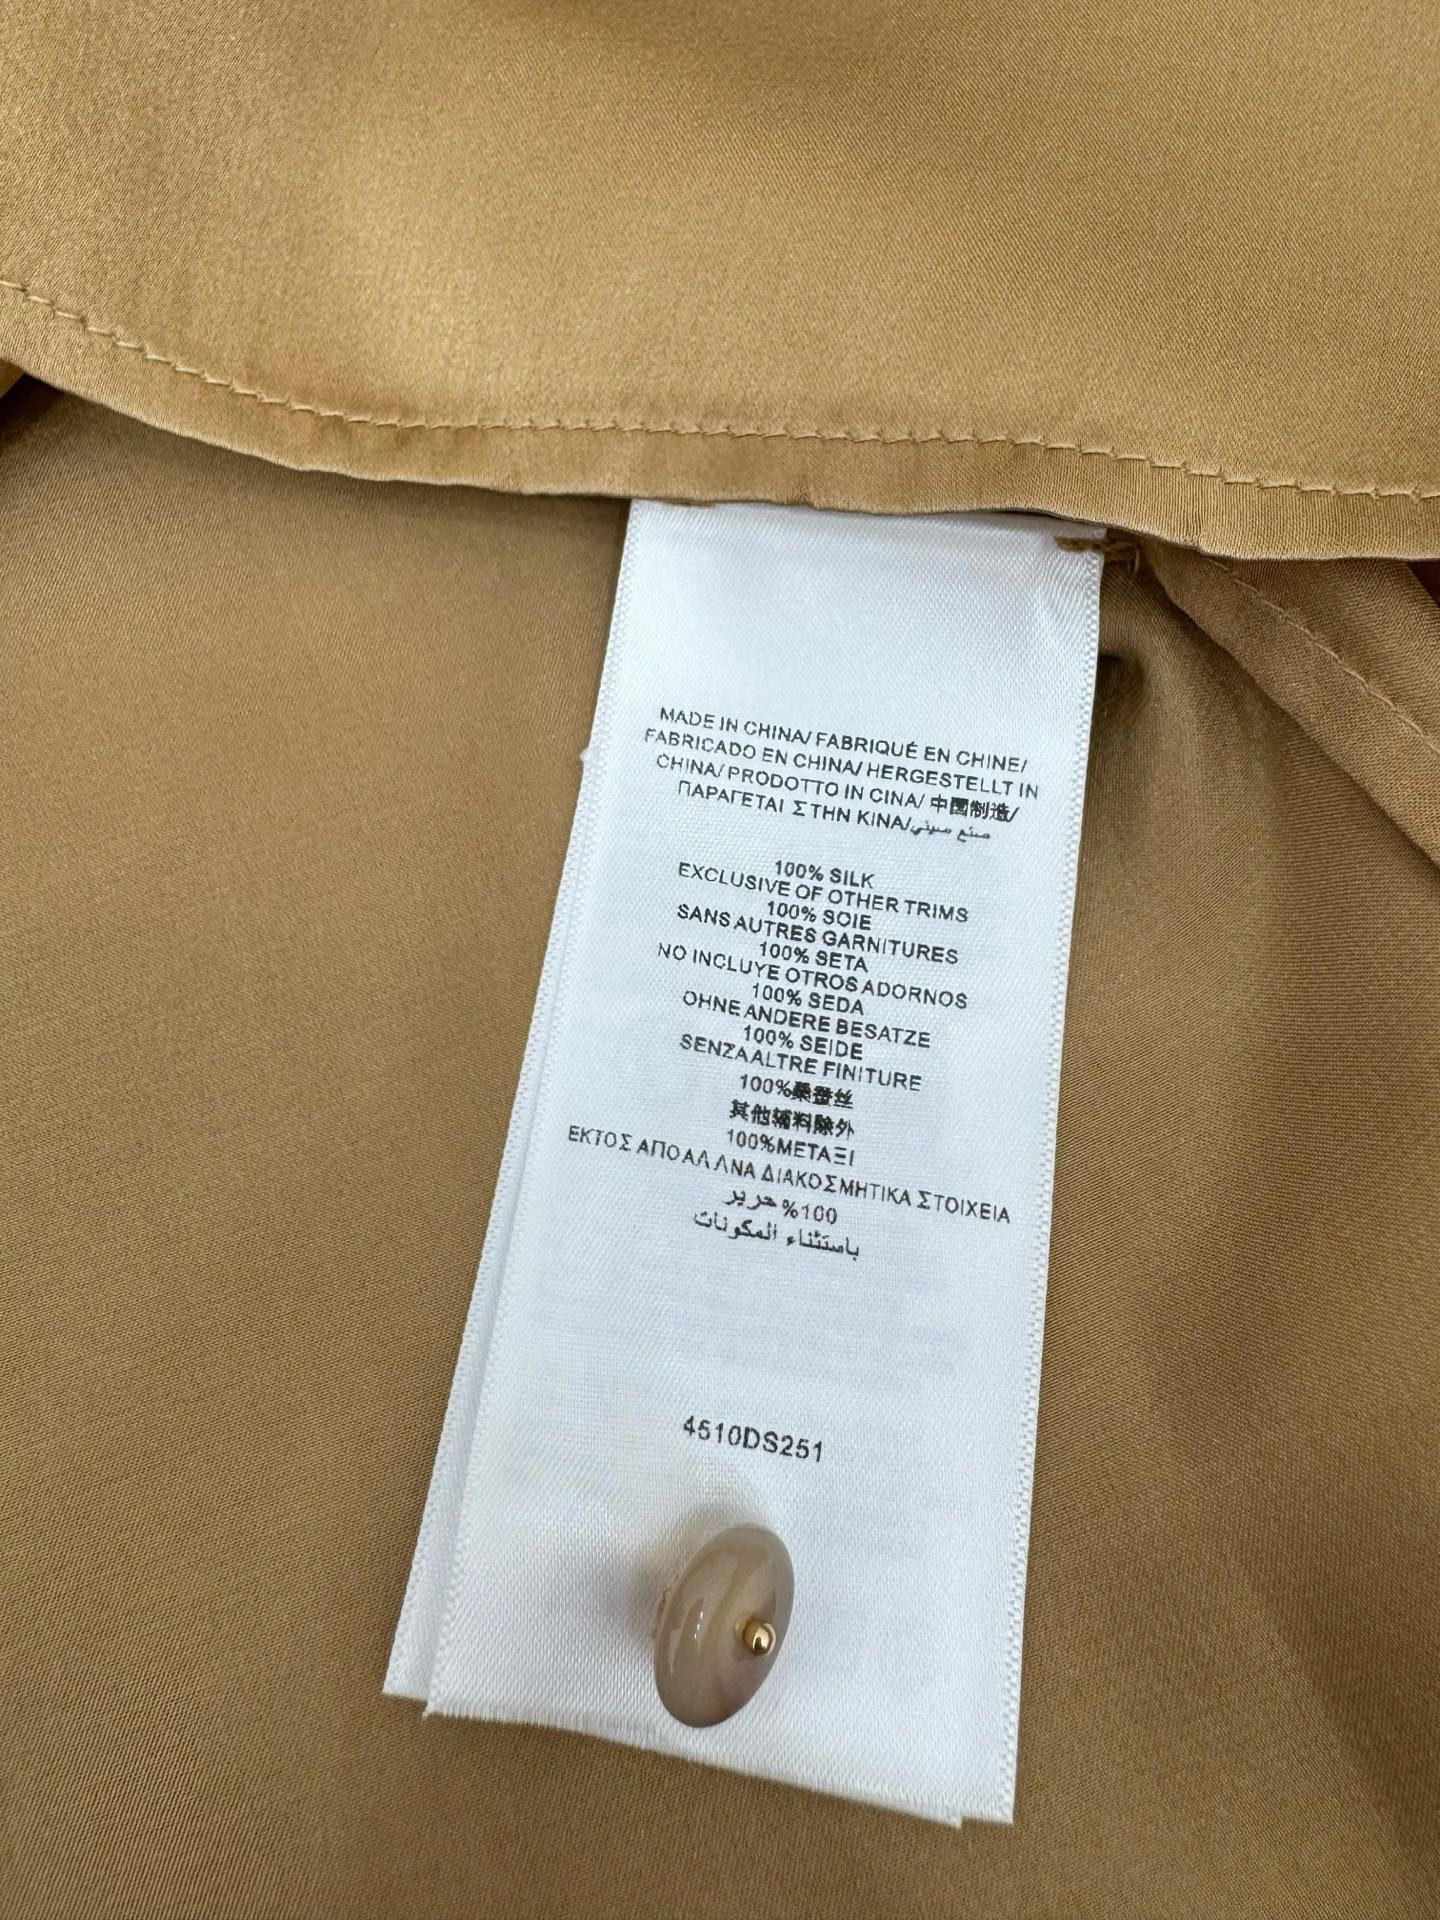 MADE IN CHINA/ FABRIQUÉ EN CHINE/
FABRICADO EN CHINA/ HERGESTELLT IN
CHINA/ PRODOTTO IN CINA/ 中国制造/
ΠΑΡΑΓΕΤΑΙ ΣΤΗΝ ΚΙΝΑ/صنع صيني
100% SILK
EXCLUSIVE OF OTHER TRIMS
100% SOIE
SANS AUTRES GARNITURES
100% SETA
NO INCLUYE OTROS ADORNOS
100% SEDA
OHNE ANDERE BESATZE
100% SEIDE
SENZA ALTRE FINITURE
100%桑蚕丝
其他辅料除外
100%ΜΕΤΑΞΙ
ΕΚΤΟΣ ΑΠΟ ΑΛΛΝΑ ΔΙΑΚΟΣΜΗΤΙΚΑ ΣΤΟΙΧΕΙΑ
100% حرير
باستثناء المكونات
4510DS251